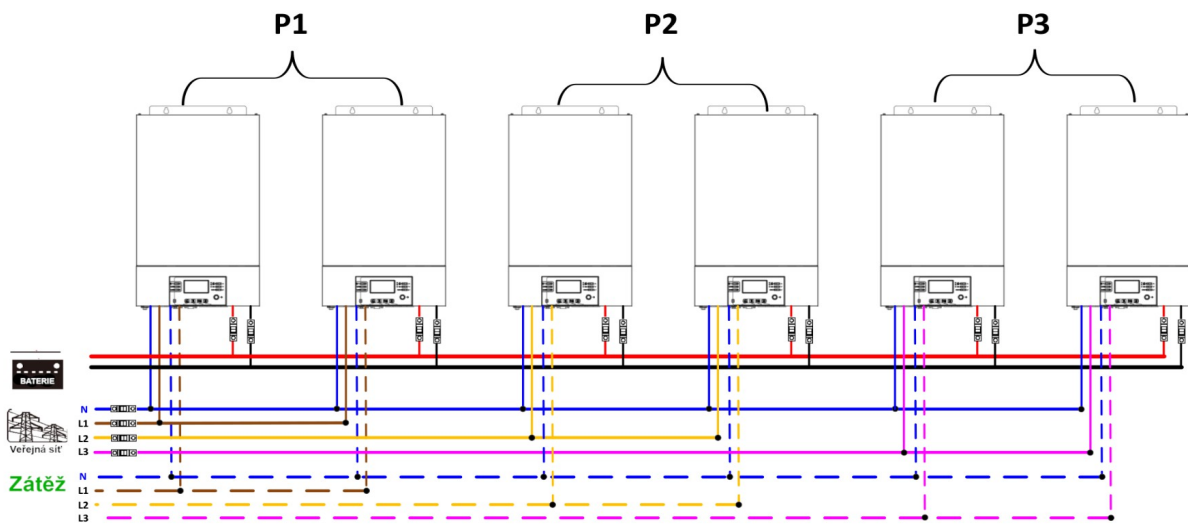 P1
P2
P3
BATERIE
N
L1
L2
L3
Veřejná síť
Zátěž
N
L1
L2
L3